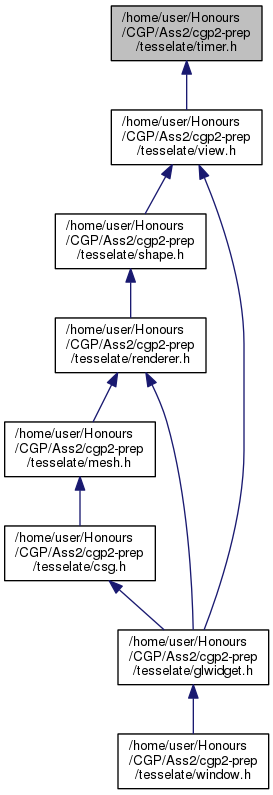 /home/user/Honours
/CGP/Ass2/cgp2-prep
/tesselate/timer.h
/home/user/Honours
/CGP/Ass2/cgp2-prep
/tesselate/view.h
/home/user/Honours
/CGP/Ass2/cgp2-prep
/tesselate/shape.h
/home/user/Honours
/CGP/Ass2/cgp2-prep
/tesselate/renderer.h
/home/user/Honours
/CGP/Ass2/cgp2-prep
/tesselate/mesh.h
/home/user/Honours
/CGP/Ass2/cgp2-prep
/tesselate/csg.h
/home/user/Honours
/CGP/Ass2/cgp2-prep
/tesselate/glwidget.h
/home/user/Honours
/CGP/Ass2/cgp2-prep
/tesselate/window.h